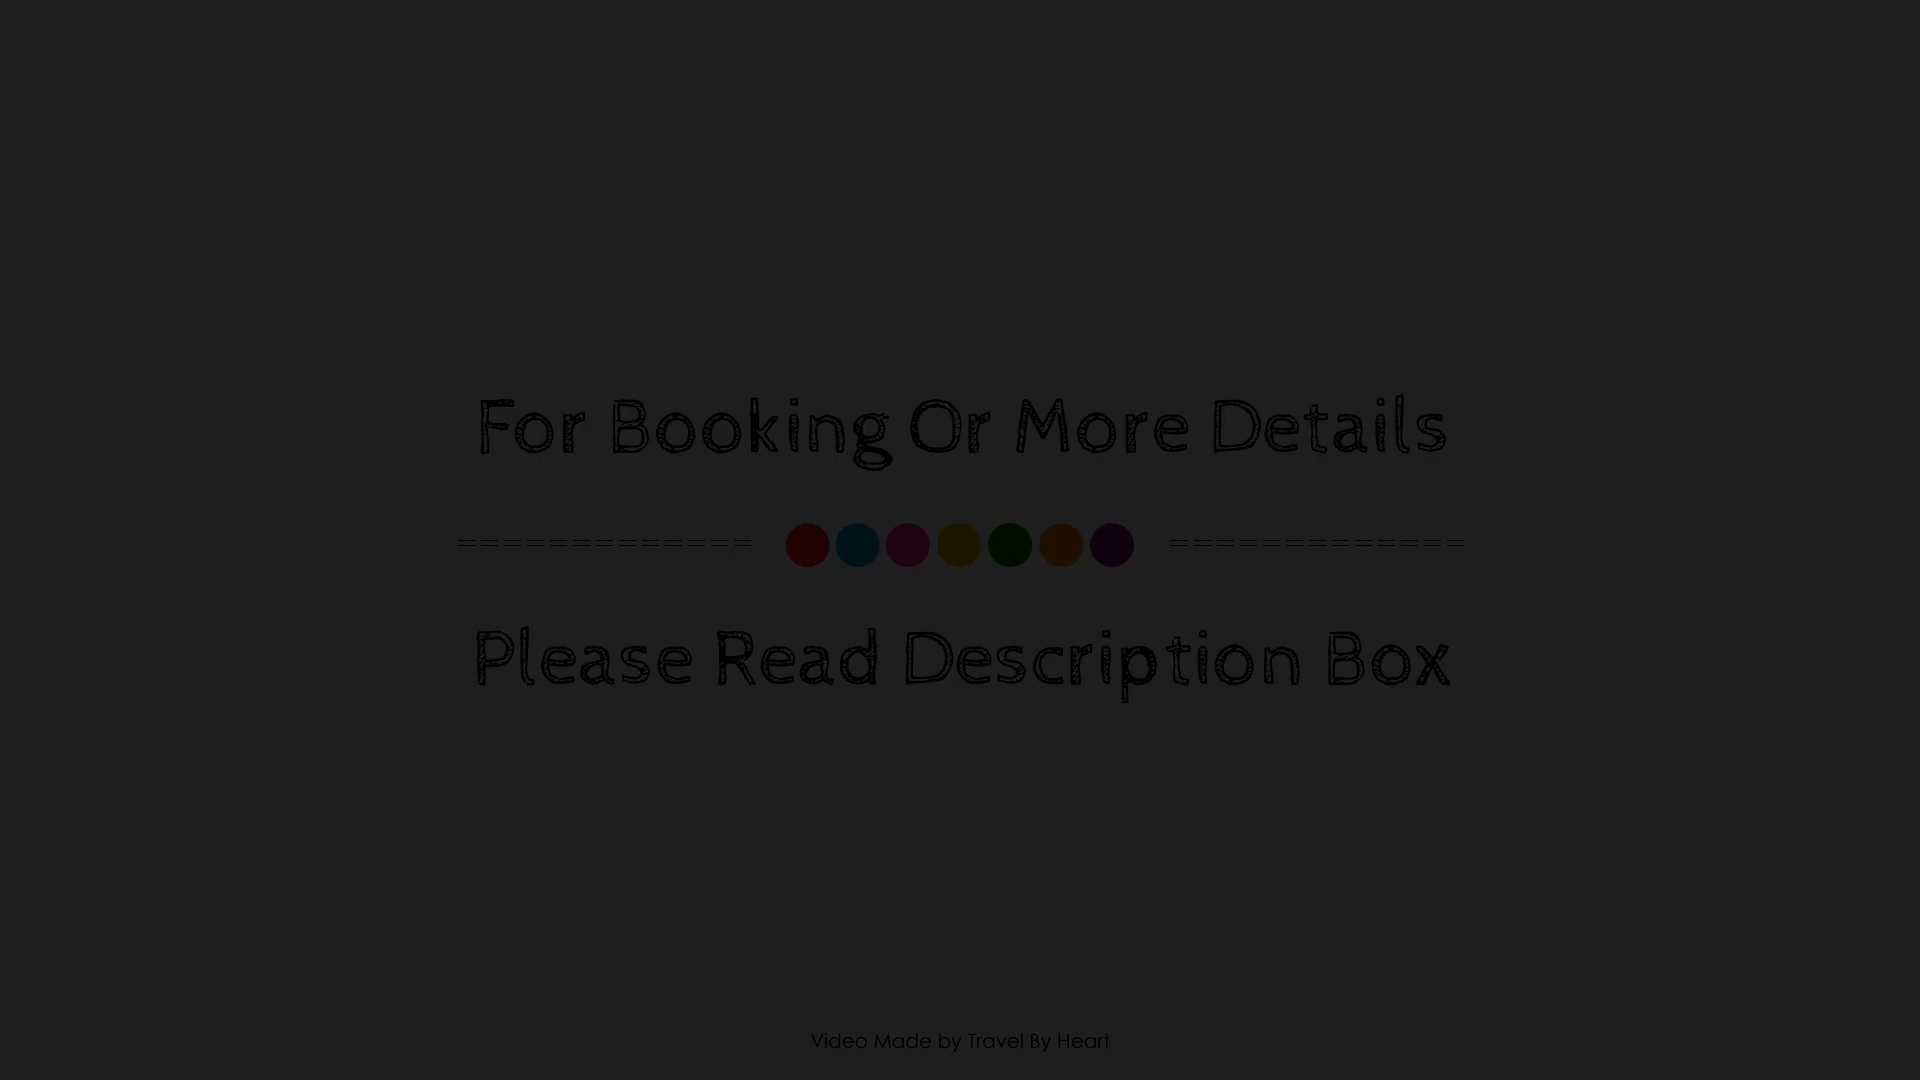 For Booking Or More Details
============= =============
Please Read Description Box
Video Made by Travel By Heart